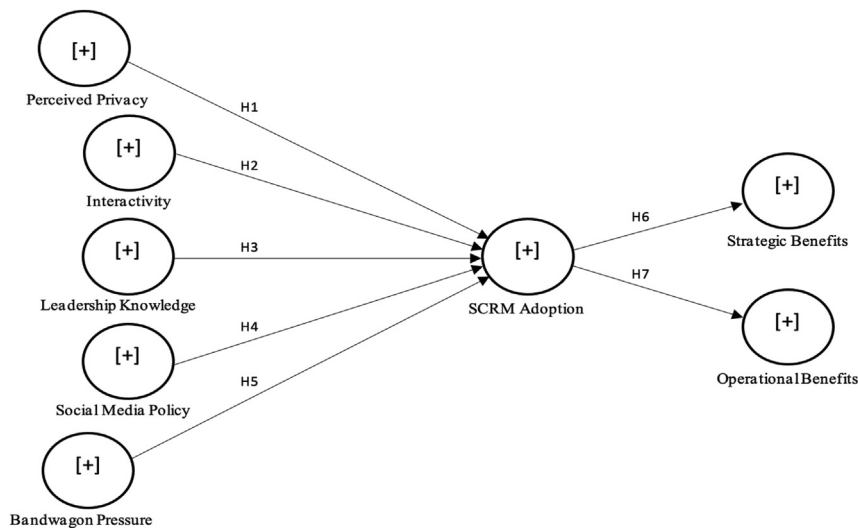 [+]
Perceived Privacy
H1
[+]
Interactivity
H2
[+]
Leadership Knowledge
H3
[+]
Social Media Policy
H4
[+]
Bandwagon Pressure
H5
[+]
SCRM Adoption
H6
[+]
Strategic Benefits
H7
[+]
Operational Benefits